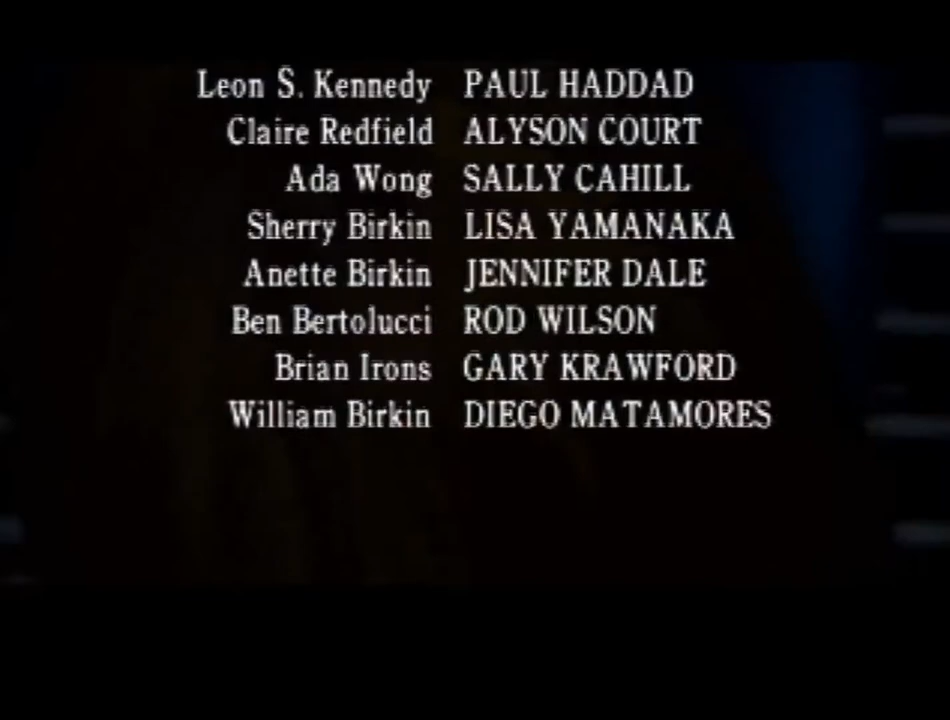 Leon S. Kennedy PAUL HADDAD
Claire Redfield ALYSON COURT
Ada Wong SALLY CAHILL
Sherry Birkin LISA YAMANAKA
Anette Birkin JENNIFER DALE
Ben Bertolucci ROD WILSON
Brian Irons GARY KRAWFORD
William Birkin DIEGO MATAMORES